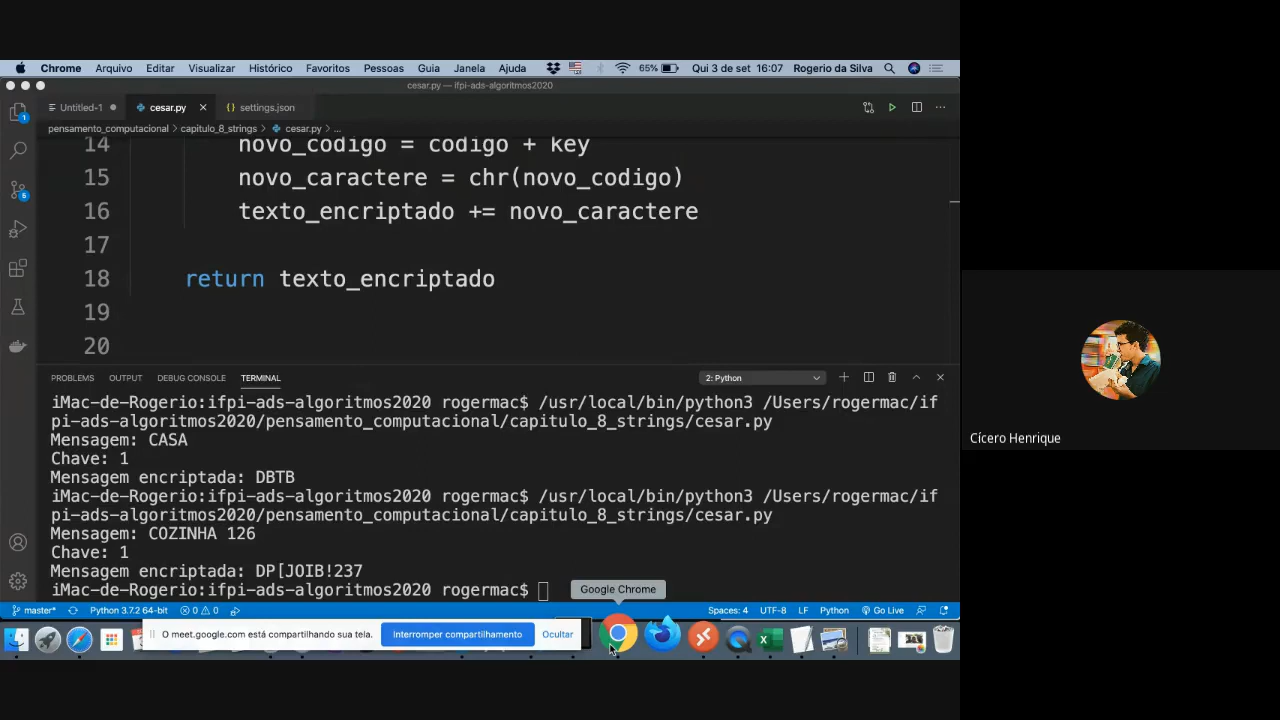 Chrome Arquivo Editar Visualizar Histórico Favoritos Pessoas Guia Janela Ajuda 65% Qui 3 de set 16:07 Rogerio da Silva
cesar.py — ifpi-ads-algoritmos2020
Untitled-1 cesar.py settings.json
pensamento_computacional > capitulo_8_strings > cesar.py > ...
14 novo_codigo = codigo + key
15 novo_caractere = chr(novo_codigo)
16 texto_encriptado += novo_caractere
17
18 return texto_encriptado
19
20
PROBLEMS OUTPUT DEBUG CONSOLE TERMINAL 2: Python
iMac-de-Rogerio:ifpi-ads-algoritmos2020 rogermac$ /usr/local/bin/python3 /Users/rogermac/if
pi-ads-algoritmos2020/pensamento_computacional/capitulo_8_strings/cesar.py
Mensagem: CASA
Chave: 1
Mensagem encriptada: DBTB
iMac-de-Rogerio:ifpi-ads-algoritmos2020 rogermac$ /usr/local/bin/python3 /Users/rogermac/if
pi-ads-algoritmos2020/pensamento_computacional/capitulo_8_strings/cesar.py
Mensagem: COZINHA 126
Chave: 1
Mensagem encriptada: DP[JOIB!237
iMac-de-Rogerio:ifpi-ads-algoritmos2020 rogermac$
Google Chrome
master* Python 3.7.2 64-bit 0 0 Spaces: 4 UTF-8 LF Python Go Live
O meet.google.com está compartilhando sua tela. Interromper compartilhamento Ocultar
Cícero Henrique